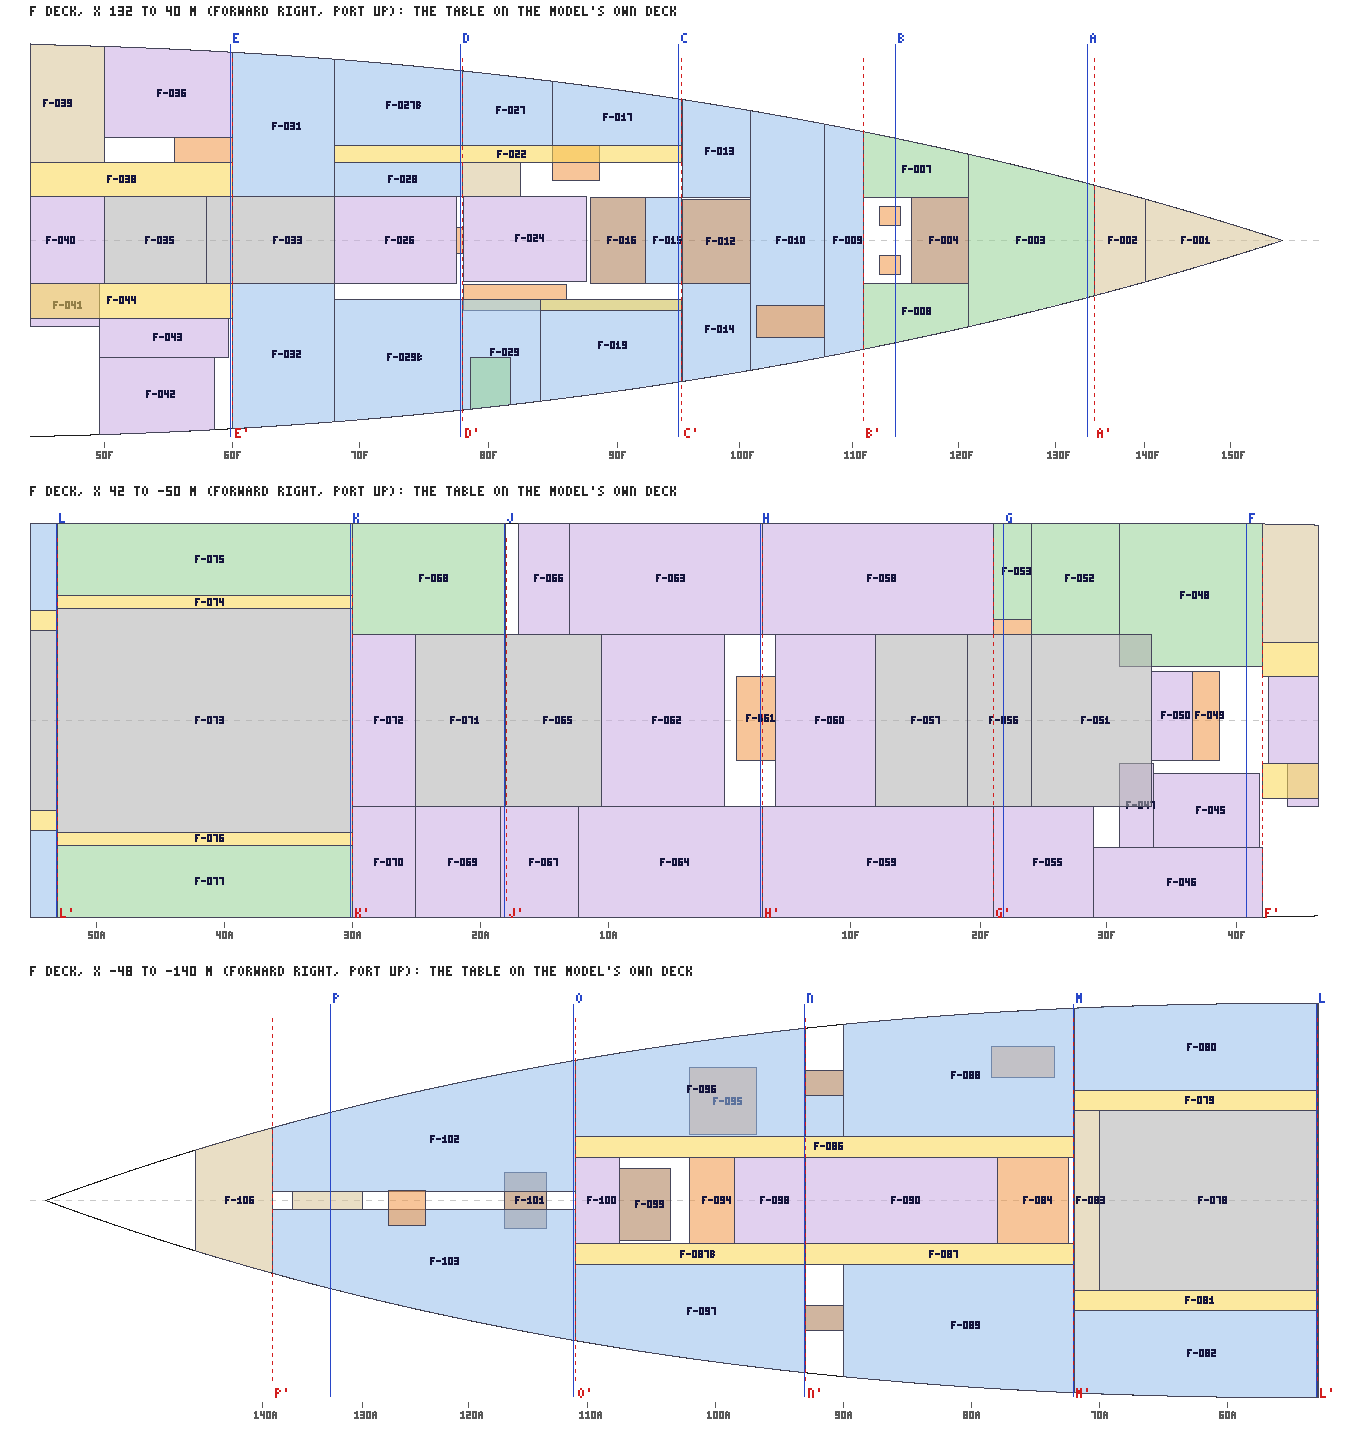 F DECK, X 132 TO 40 M (FORWARD RIGHT, PORT UP): THE TABLE ON THE MODEL'S OWN DECK
E D C B A
F-039 F-036 F-031 F-027B F-027 F-017 F-013 F-007
F-038 F-028 F-022
F-040 F-035 F-033 F-026 F-024 F-016 F-015 F-012 F-010 F-009 F-004 F-003 F-002 F-001
F-041 F-044 F-043 F-042 F-032 F-029B F-029 F-019 F-014 F-008
E' D' C' B' A'
50F 60F 70F 80F 90F 100F 110F 120F 130F 140F 150F
F DECK, X 42 TO -50 M (FORWARD RIGHT, PORT UP): THE TABLE ON THE MODEL'S OWN DECK
L K J H G F
F-075 F-068 F-066 F-063 F-058 F-053 F-052 F-048
F-074
F-073 F-072 F-071 F-065 F-062 F-061 F-060 F-057 F-056 F-051 F-050 F-049
F-047 F-045
F-076
F-077 F-070 F-069 F-067 F-064 F-059 F-055 F-046
L' K' J' H' G' F'
50A 40A 30A 20A 10A 10F 20F 30F 40F
F DECK, X -48 TO -140 M (FORWARD RIGHT, PORT UP): THE TABLE ON THE MODEL'S OWN DECK
P O N M L
F-102 F-096 F-095 F-088 F-080
F-086 F-079
F-106 F-101 F-100 F-099 F-094 F-098 F-090 F-084 F-083 F-078
F-087B F-087 F-081
F-103 F-097 F-089 F-082
P' O' N' M' L'
140A 130A 120A 110A 100A 90A 80A 70A 60A